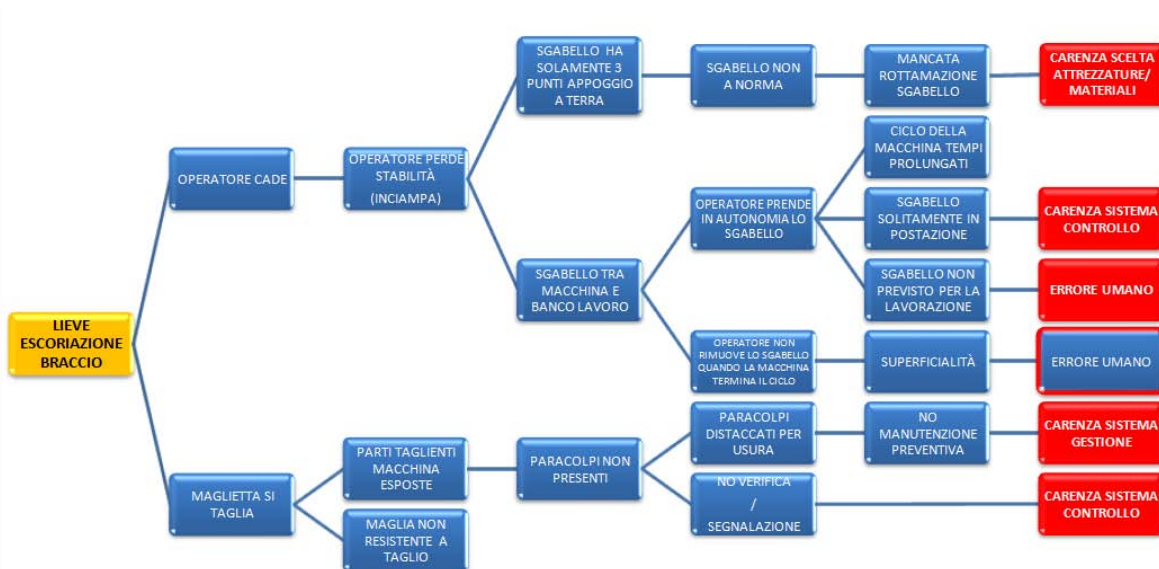 SGABELLO HA
SOLAMENTE 3
PUNTI APPOGGIO
A TERRA
SGABELLO NON
A NORMA
MANCATA
ROTTAMAZIONE
SGABELLO
CARENZA SCELTA
ATTREZZATURE/
MATERIALI
OPERATORE CADE
OPERATORE PERDE
STABILITÀ
(INCIAMPA)
CICLO DELLA
MACCHINA TEMPI
PROLUNGATI
OPERATORE PRENDE
IN AUTONOMIA LO
SGABELLO
SGABELLO
SOLITAMENTE IN
POSTAZIONE
CARENZA SISTEMA
CONTROLLO
SGABELLO TRA
MACCHINA E
BANCO LAVORO
SGABELLO NON
PREVISTO PER LA
LAVORAZIONE
ERRORE UMANO
LIEVE
ESCORIAZIONE
BRACCIO
OPERATORE NON
RIMUOVE LO SGABELLO
QUANDO LA MACCHINA
TERMINA IL CICLO
SUPERFICIALITÀ
ERRORE UMANO
MAGLIETTA SI
TAGLIA
PARTI TAGLIENTI
MACCHINA
ESPOSTE
PARACOLPI NON
PRESENTI
PARACOLPI
DISTACCATI PER
USURA
NO
MANUTENZIONE
PREVENTIVA
CARENZA SISTEMA
GESTIONE
MAGLIA NON
RESISTENTE A
TAGLIO
NO VERIFICA
/
SEGNALAZIONE
CARENZA SISTEMA
CONTROLLO